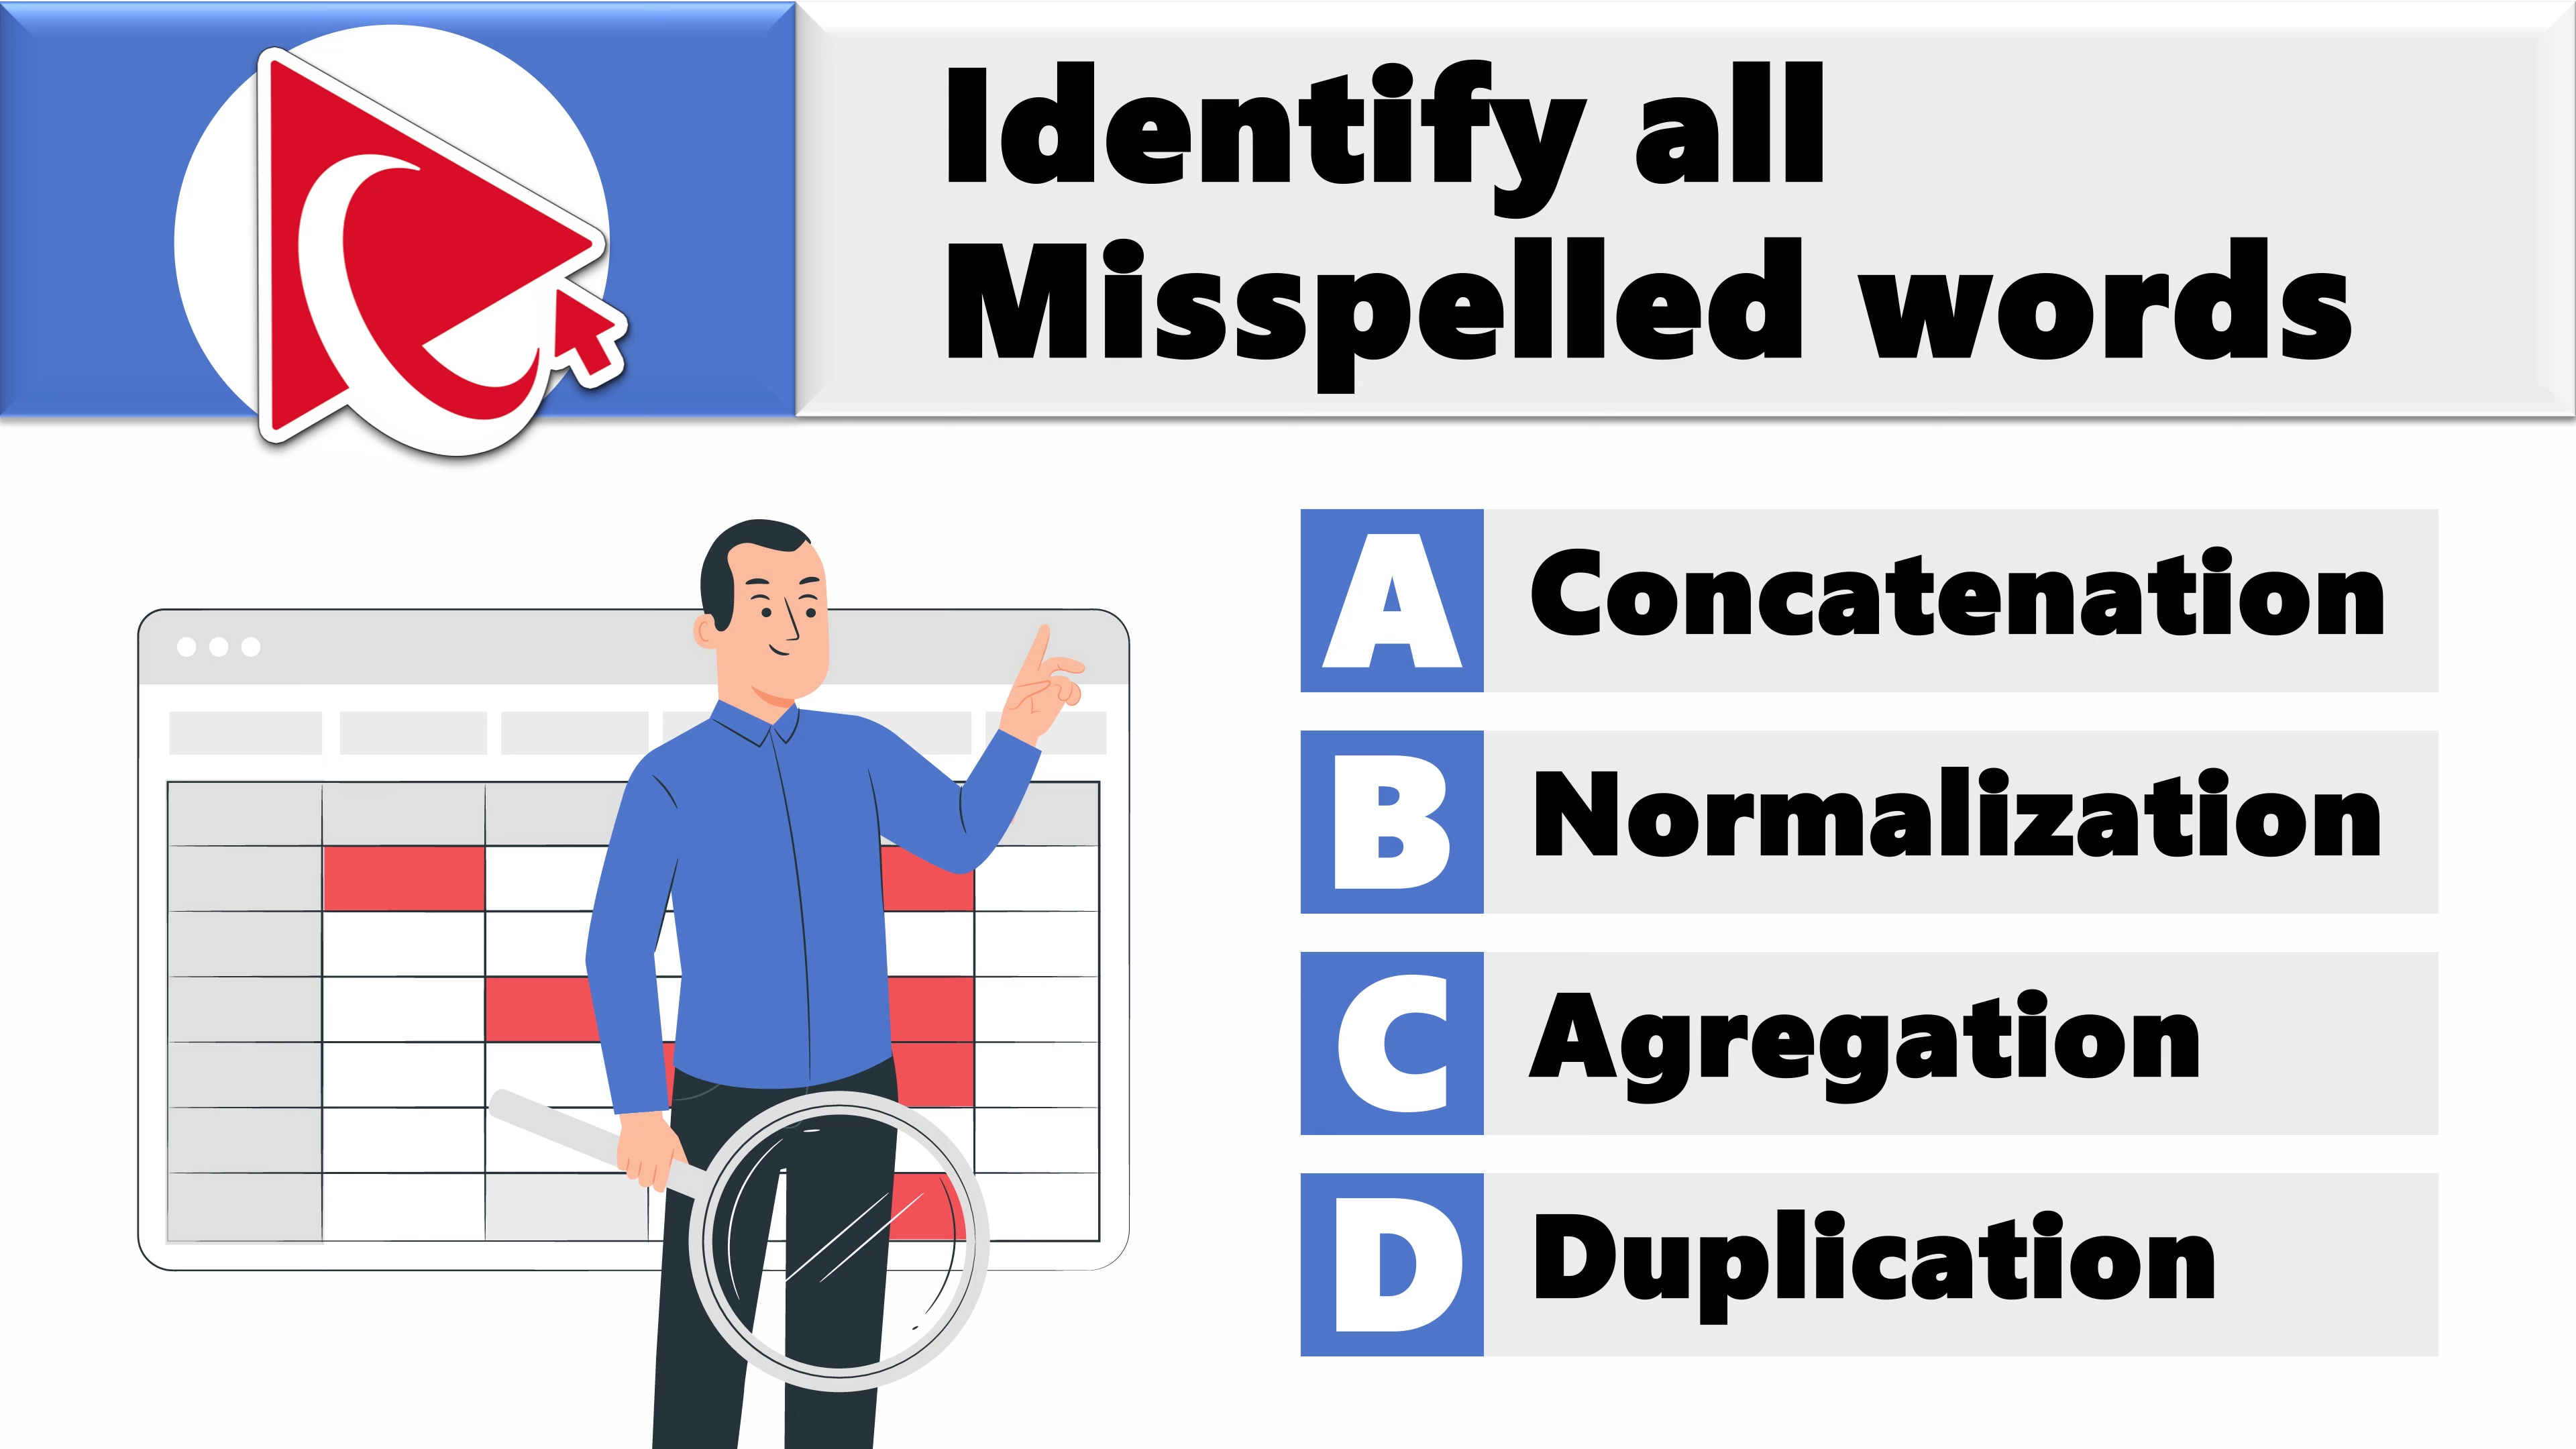 Identify all
Misspelled words
A Concatenation
B Normalization
C Agregation
D Duplication